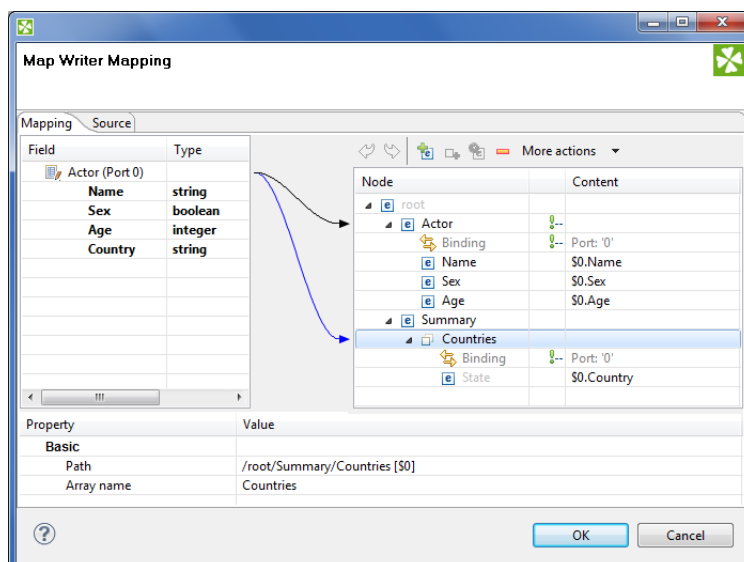 Map Writer Mapping
Mapping Source
Field Type
Actor (Port 0)
Name string
Sex boolean
Age integer
Country string
More actions
Node Content
e root
e Actor
Binding Port: '0'
e Name $0.Name
e Sex $0.Sex
e Age $0.Age
e Summary
Countries
Binding Port: '0'
e State $0.Country
Property Value
Basic
Path /root/Summary/Countries [$0]
Array name Countries
? OK Cancel